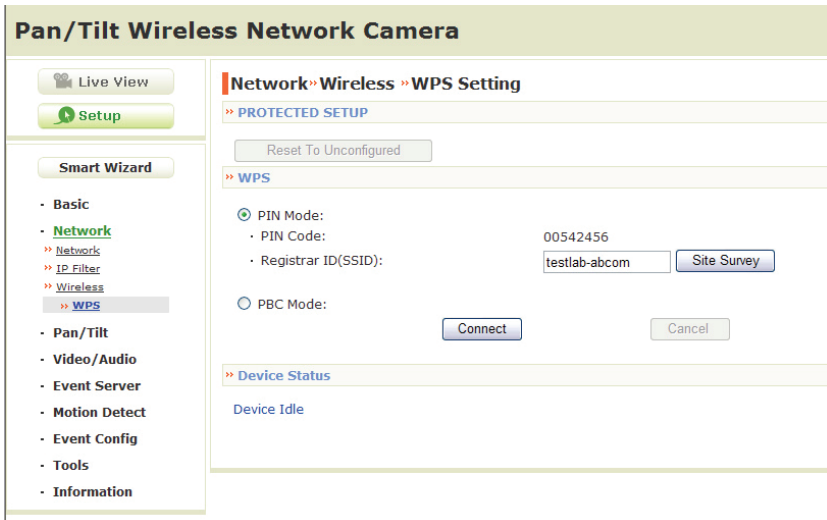 Pan/Tilt Wireless Network Camera
Live View
Setup
Smart Wizard
· Basic
· Network
» Network
» IP Filter
» Wireless
» WPS
· Pan/Tilt
· Video/Audio
· Event Server
· Motion Detect
· Event Config
· Tools
· Information
Network»Wireless »WPS Setting
» PROTECTED SETUP
Reset To Unconfigured
» WPS
PIN Mode:
· PIN Code: 00542456
· Registrar ID(SSID): testlab-abcom Site Survey
PBC Mode:
Connect Cancel
» Device Status
Device Idle